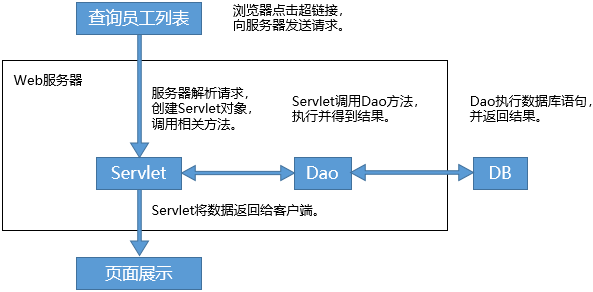 查询员工列表
浏览器点击超链接，
向服务器发送请求。
Web服务器
服务器解析请求，
创建Servlet对象，
调用相关方法。
Servlet调用Dao方法，
执行并得到结果。
Dao执行数据库语句，
并返回结果。
Servlet
Dao
DB
Servlet将数据返回给客户端。
页面展示